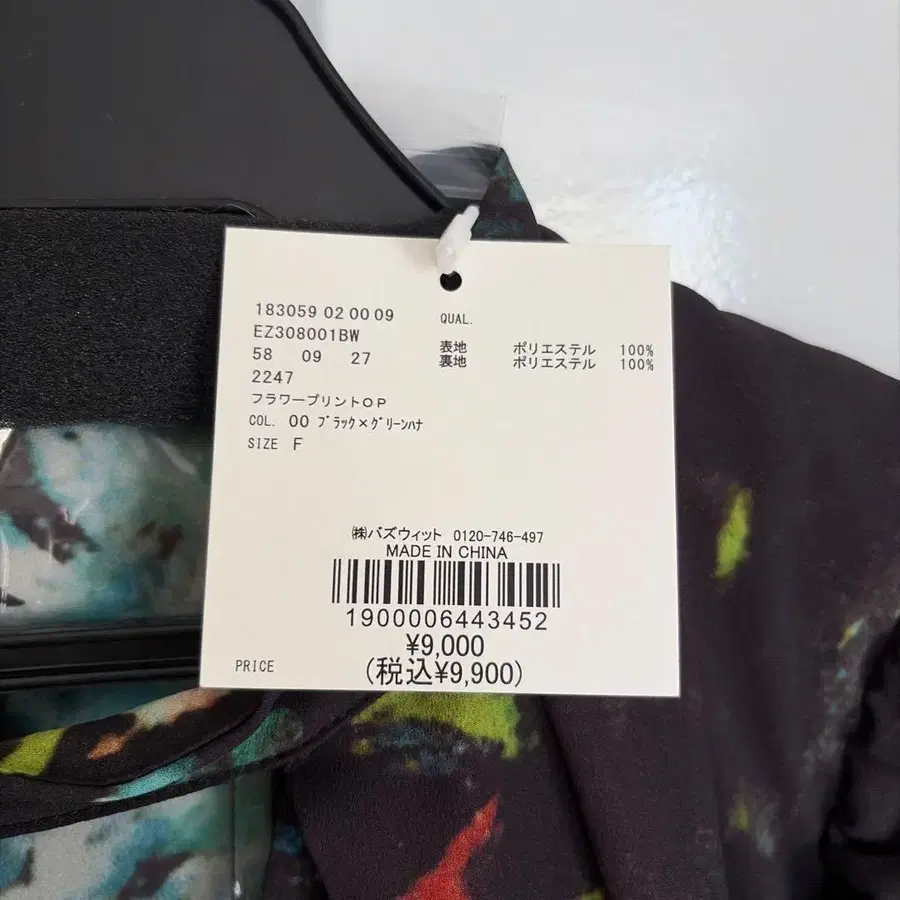 183059 02 00 09
EZ308001BW
58 09 27
2247
フラワープリントOP
COL. 00 ﾌﾞﾗｯｸ×ｸﾞﾘｰﾝﾊﾅ
SIZE F
QUAL.
表地 ポリエステル 100%
裏地 ポリエステル 100%
㈱バズウィット 0120-746-497
MADE IN CHINA
1900006443452
¥9,000
PRICE (税込¥9,900)